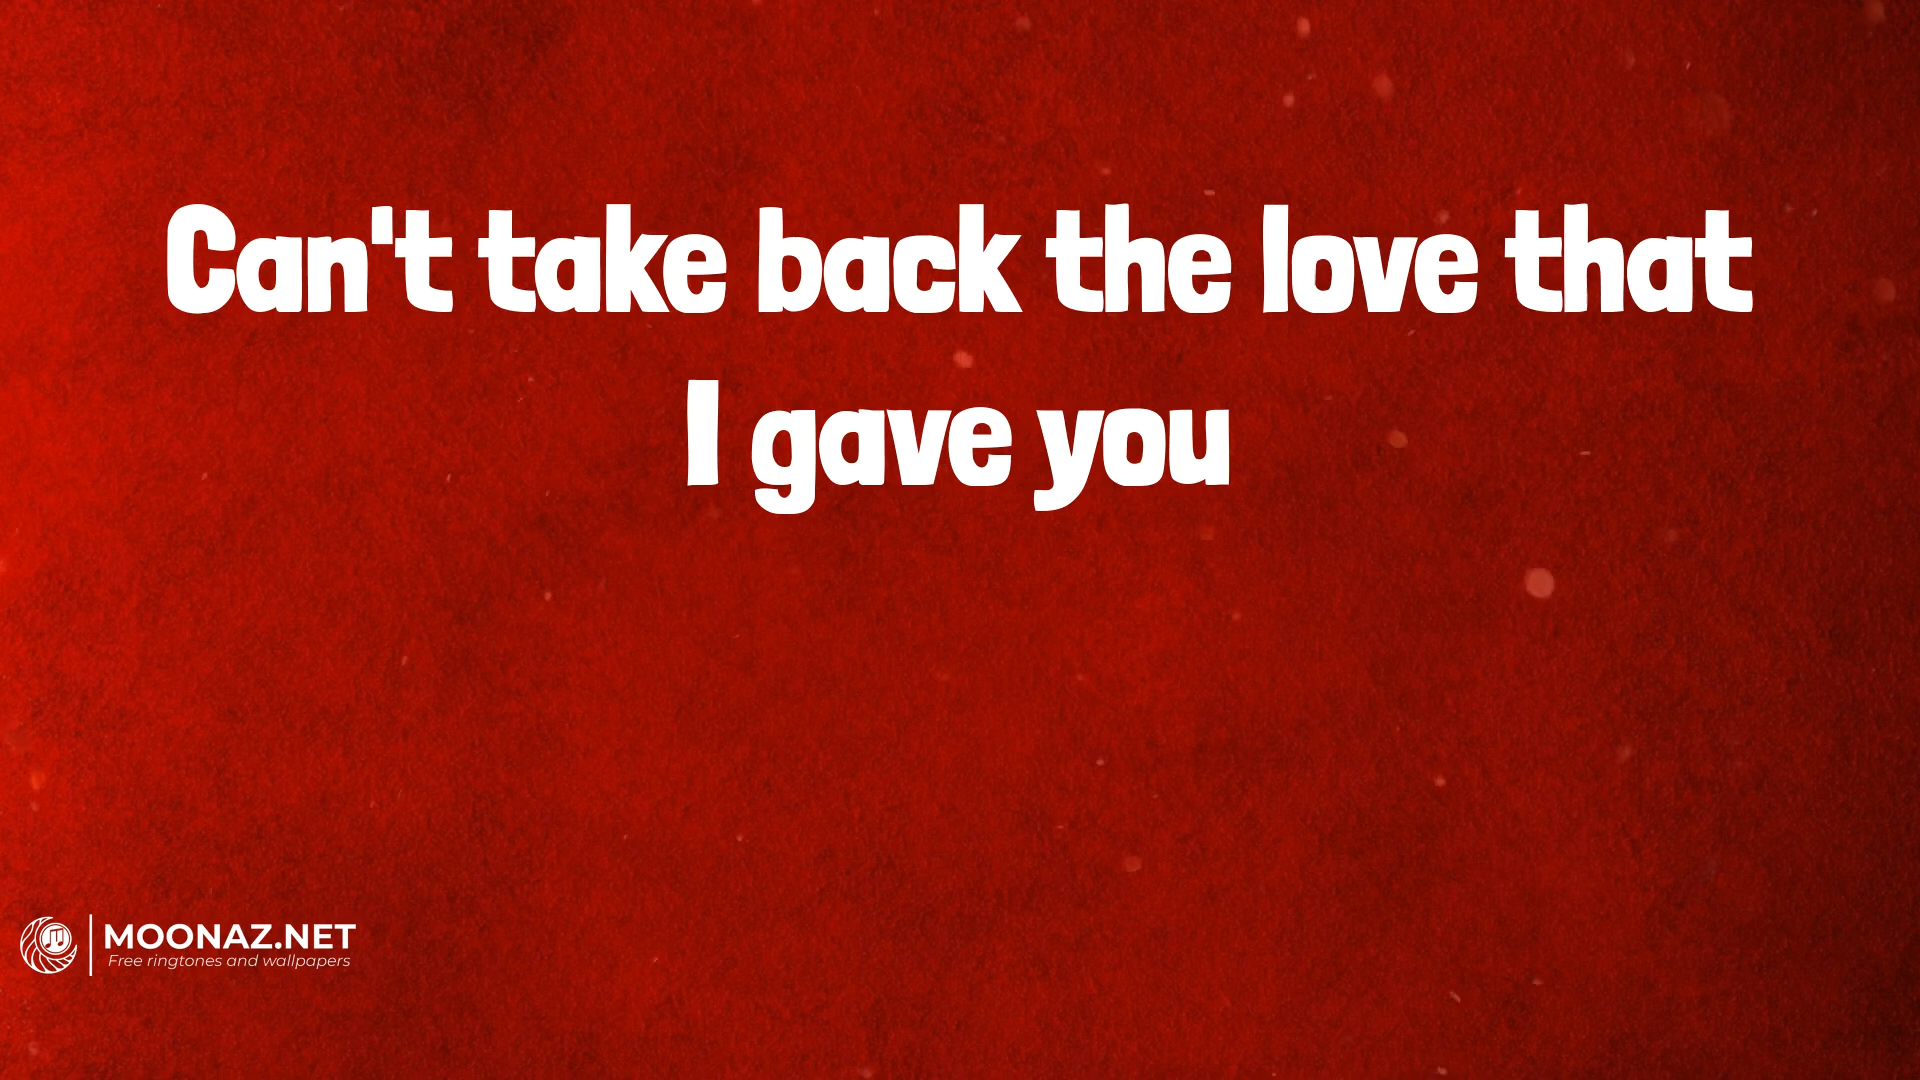 Can't take back the love that
I gave you
MOONAZ.NET
Free ringtones and wallpapers